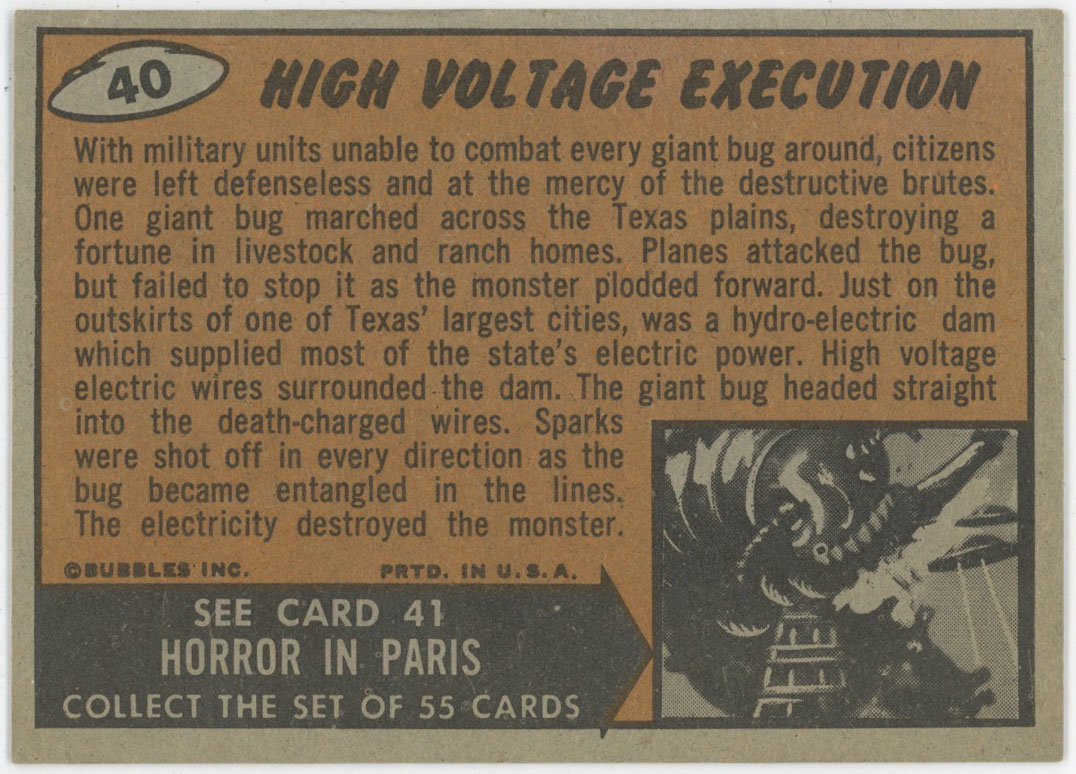 40 HIGH VOLTAGE EXECUTION
With military units unable to combat every giant bug around, citizens
were left defenseless and at the mercy of the destructive brutes.
One giant bug marched across the Texas plains, destroying a
fortune in livestock and ranch homes. Planes attacked the bug,
but failed to stop it as the monster plodded forward. Just on the
outskirts of one of Texas' largest cities, was a hydro-electric dam
which supplied most of the state's electric power. High voltage
electric wires surrounded the dam. The giant bug headed straight
into the death-charged wires. Sparks
were shot off in every direction as the
bug became entangled in the lines.
The electricity destroyed the monster.
©BUBBLES INC. PRTD. IN U.S.A.
SEE CARD 41
HORROR IN PARIS
COLLECT THE SET OF 55 CARDS